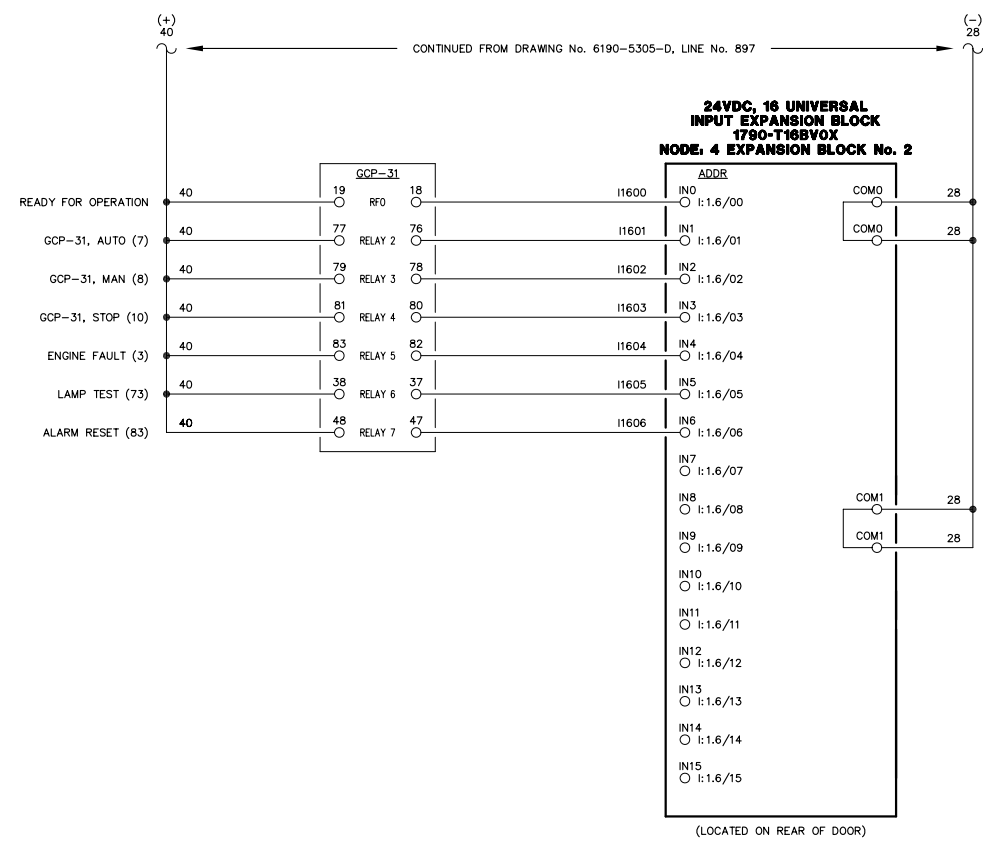 (+) (−)
40 28
CONTINUED FROM DRAWING No. 6190−5305−D, LINE No. 897
24VDC, 16 UNIVERSAL
INPUT EXPANSION BLOCK
1790-T16BV0X
NODE: 4 EXPANSION BLOCK No. 2
GCP−31 ADDR
READY FOR OPERATION 40 19 RFO 18 I1600 IN0 I:1.6/00 COM0 28
GCP−31, AUTO (7) 40 77 RELAY 2 76 I1601 IN1 I:1.6/01 COM0 28
GCP−31, MAN (8) 40 79 RELAY 3 78 I1602 IN2 I:1.6/02
GCP−31, STOP (10) 40 81 RELAY 4 80 I1603 IN3 I:1.6/03
ENGINE FAULT (3) 40 83 RELAY 5 82 I1604 IN4 I:1.6/04
LAMP TEST (73) 40 38 RELAY 6 37 I1605 IN5 I:1.6/05
ALARM RESET (83) 40 48 RELAY 7 47 I1606 IN6 I:1.6/06
IN7 I:1.6/07
IN8 I:1.6/08 COM1 28
IN9 I:1.6/09 COM1 28
IN10 I:1.6/10
IN11 I:1.6/11
IN12 I:1.6/12
IN13 I:1.6/13
IN14 I:1.6/14
IN15 I:1.6/15
(LOCATED ON REAR OF DOOR)